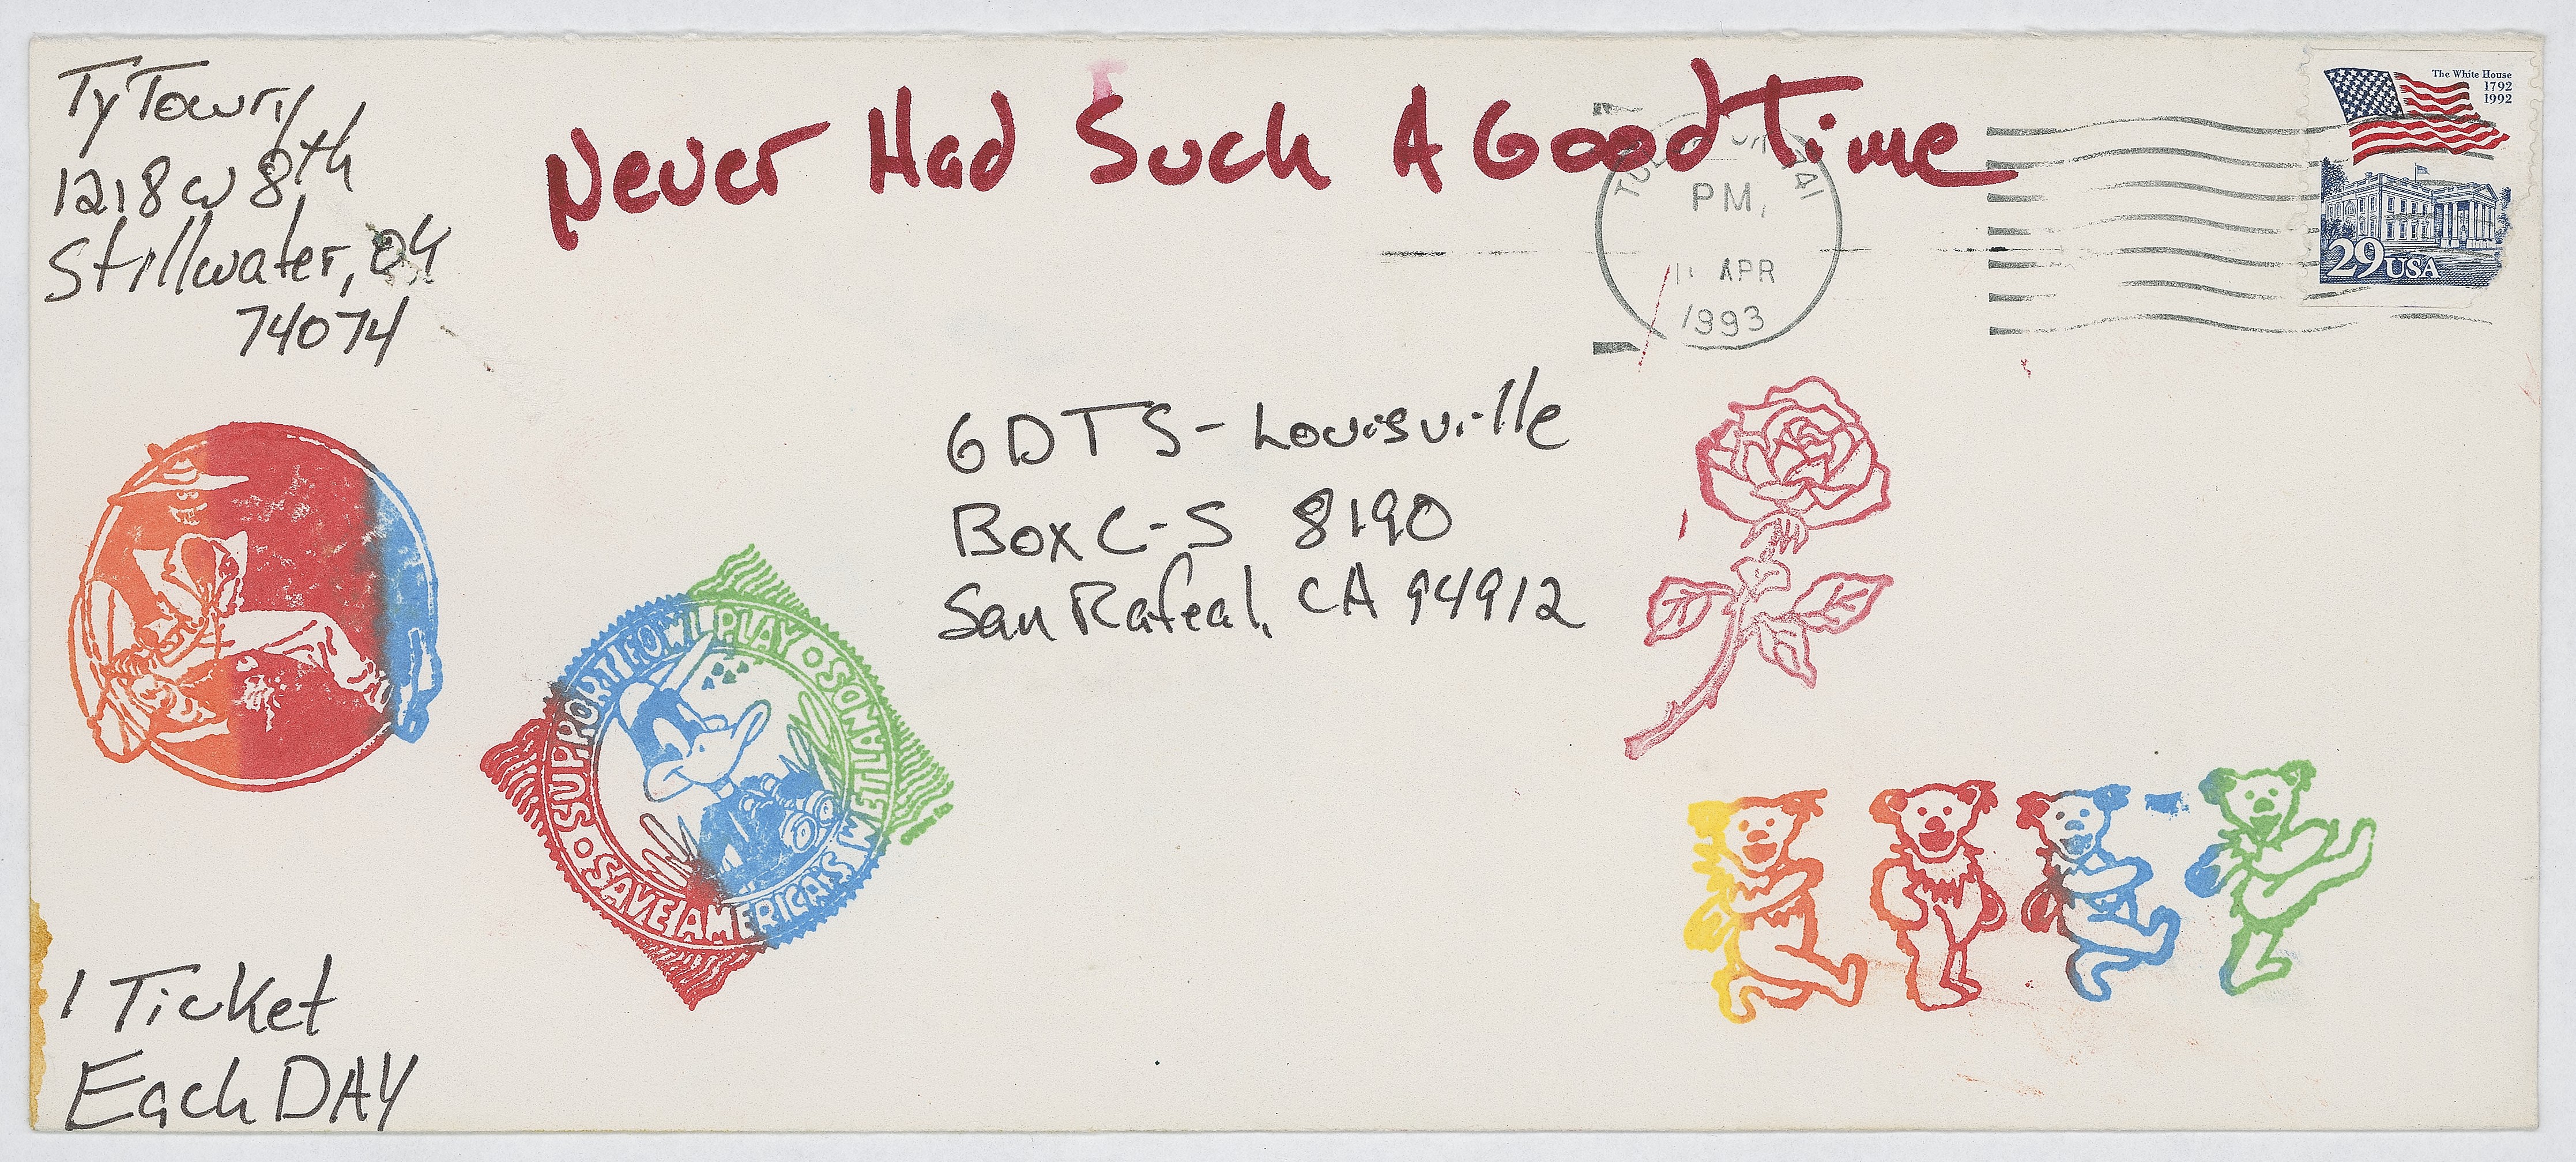 Ty Towry
1218 W 8th
Stillwater, OK
74074
Never Had Such A Good Time
PM,
11 APR
1993
The White House
1792
1992
29 USA
GDTS - Louisville
Box C-S 8190
San Rafeal, CA 94912
SUPPORT FOWL PLAY • SAVE AMERICA'S WETLANDS •
1 Ticket
Each DAY